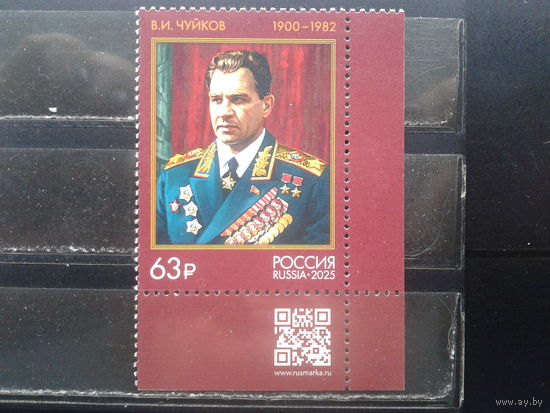 В.И. ЧУЙКОВ 1900–1982
63₽
РОССИЯ
RUSSIA·2025
www.rusmarka.ru
www.ay.by